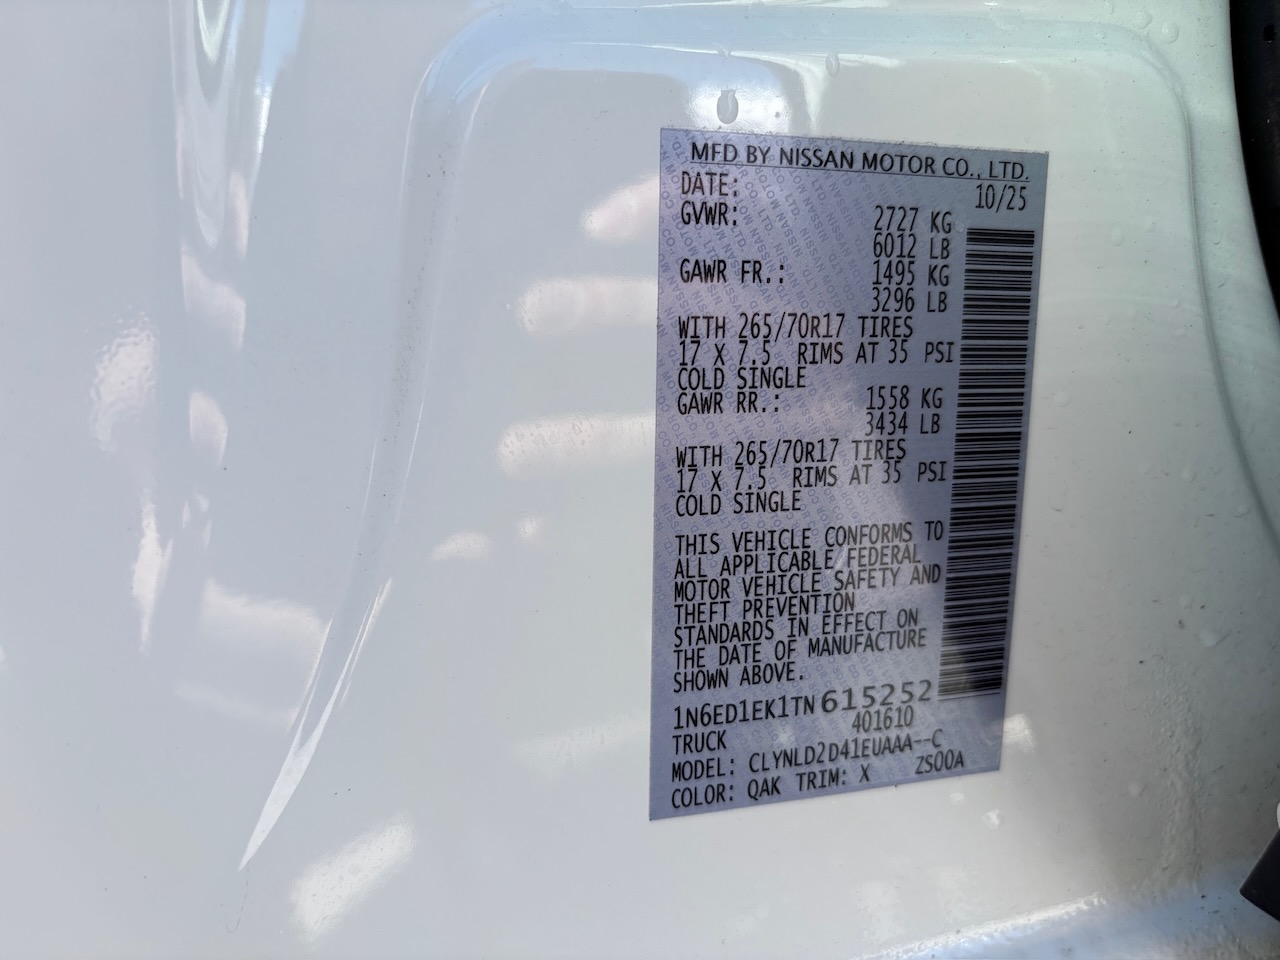 MFD BY NISSAN MOTOR CO., LTD.
DATE: 10/25
GVWR: 2727 KG
6012 LB
GAWR FR.: 1495 KG
3296 LB
WITH 265/70R17 TIRES
17 X 7.5 RIMS AT 35 PSI
COLD SINGLE
GAWR RR.: 1558 KG
3434 LB
WITH 265/70R17 TIRES
17 X 7.5 RIMS AT 35 PSI
COLD SINGLE
THIS VEHICLE CONFORMS TO
ALL APPLICABLE FEDERAL
MOTOR VEHICLE SAFETY AND
THEFT PREVENTION
STANDARDS IN EFFECT ON
THE DATE OF MANUFACTURE
SHOWN ABOVE.
1N6ED1EK1TN615252
TRUCK 401610
MODEL: CLYNLD2D41EUAAA--C
COLOR: QAK TRIM: X ZS00A